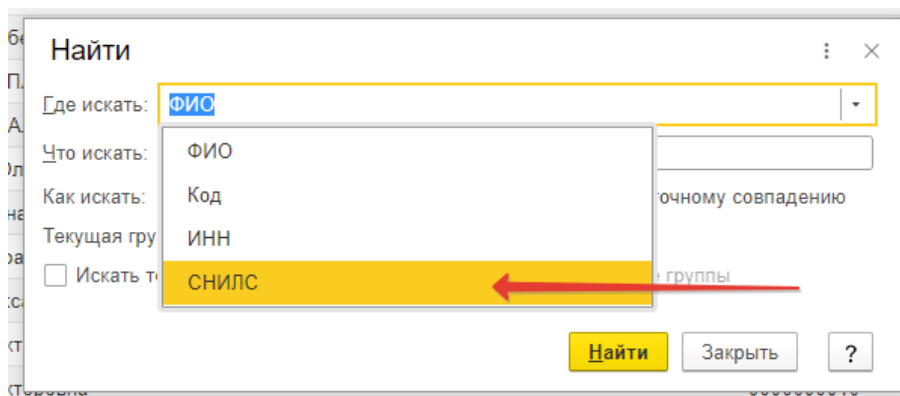 Найти
Где искать: ФИО
Что искать:
ФИО
Как искать:
Код
точному совпадению
Текущая гру
ИНН
Искать т
СНИЛС
группы
Найти Закрыть ?